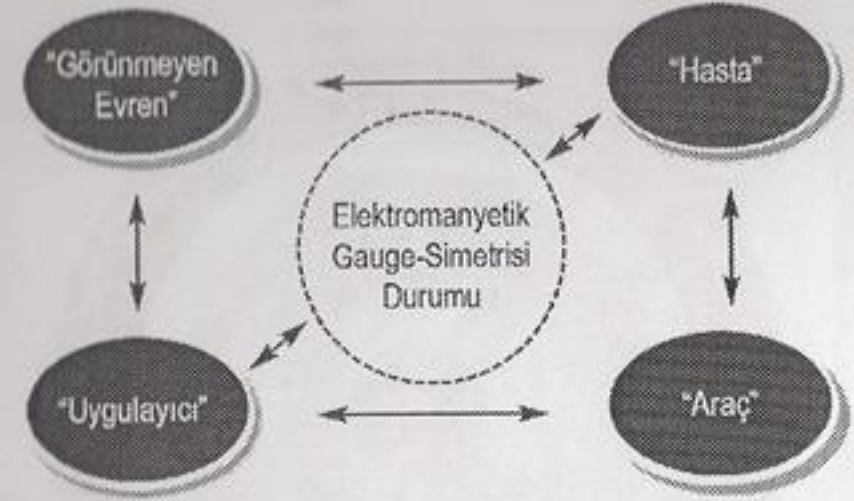 "Görünmeyen
Evren"
"Hasta"
Elektromanyetik
Gauge-Simetrisi
Durumu
"Uygulayıcı"
"Araç"